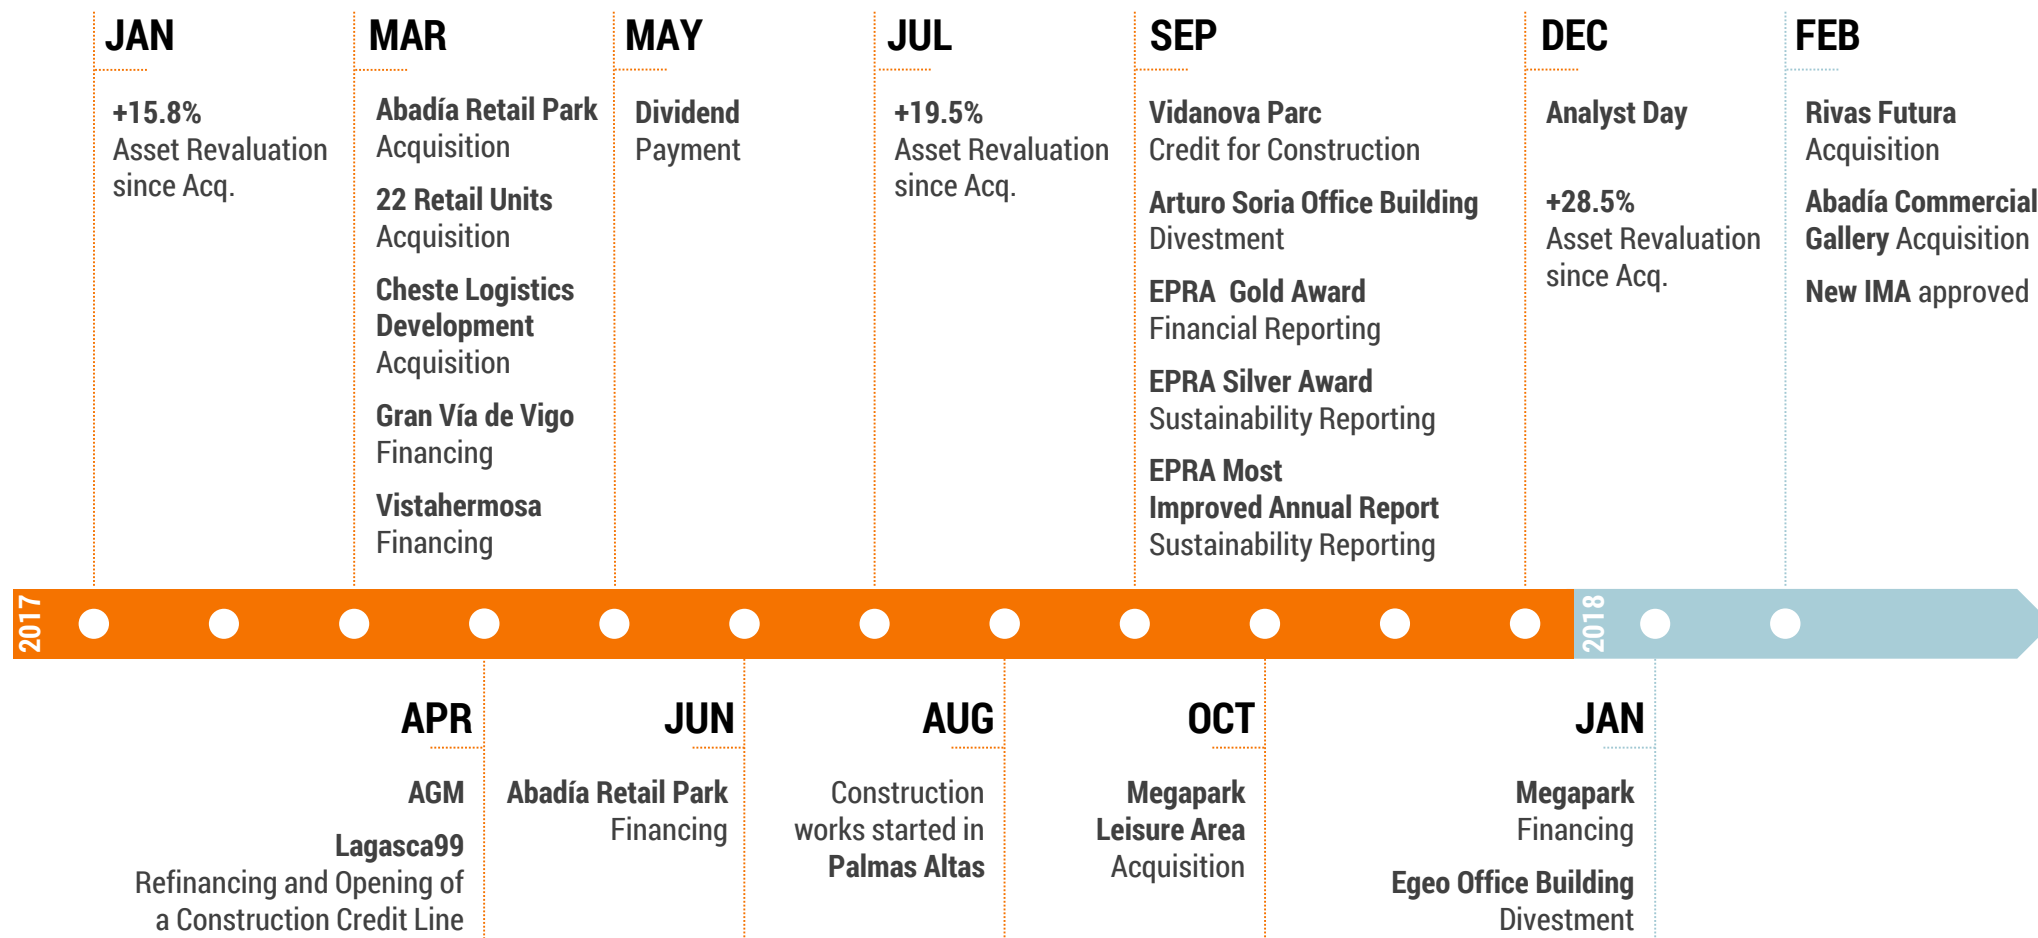 JAN
+15.8%
Asset Revaluation
since Acq.
MAR
Abadía Retail Park
Acquisition
22 Retail Units
Acquisition
Cheste Logistics
Development
Acquisition
Gran Vía de Vigo
Financing
Vistahermosa
Financing
MAY
Dividend
Payment
JUL
+19.5%
Asset Revaluation
since Acq.
SEP
Vidanova Parc
Credit for Construction
Arturo Soria Office Building
Divestment
EPRA Gold Award
Financial Reporting
EPRA Silver Award
Sustainability Reporting
EPRA Most
Improved Annual Report
Sustainability Reporting
DEC
Analyst Day
+28.5%
Asset Revaluation
since Acq.
FEB
Rivas Futura
Acquisition
Abadía Commercial
Gallery Acquisition
New IMA approved
2017
2018
APR
AGM
Lagasca99
Refinancing and Opening of
a Construction Credit Line
JUN
Abadía Retail Park
Financing
AUG
Construction
works started in
Palmas Altas
OCT
Megapark
Leisure Area
Acquisition
JAN
Megapark
Financing
Egeo Office Building
Divestment